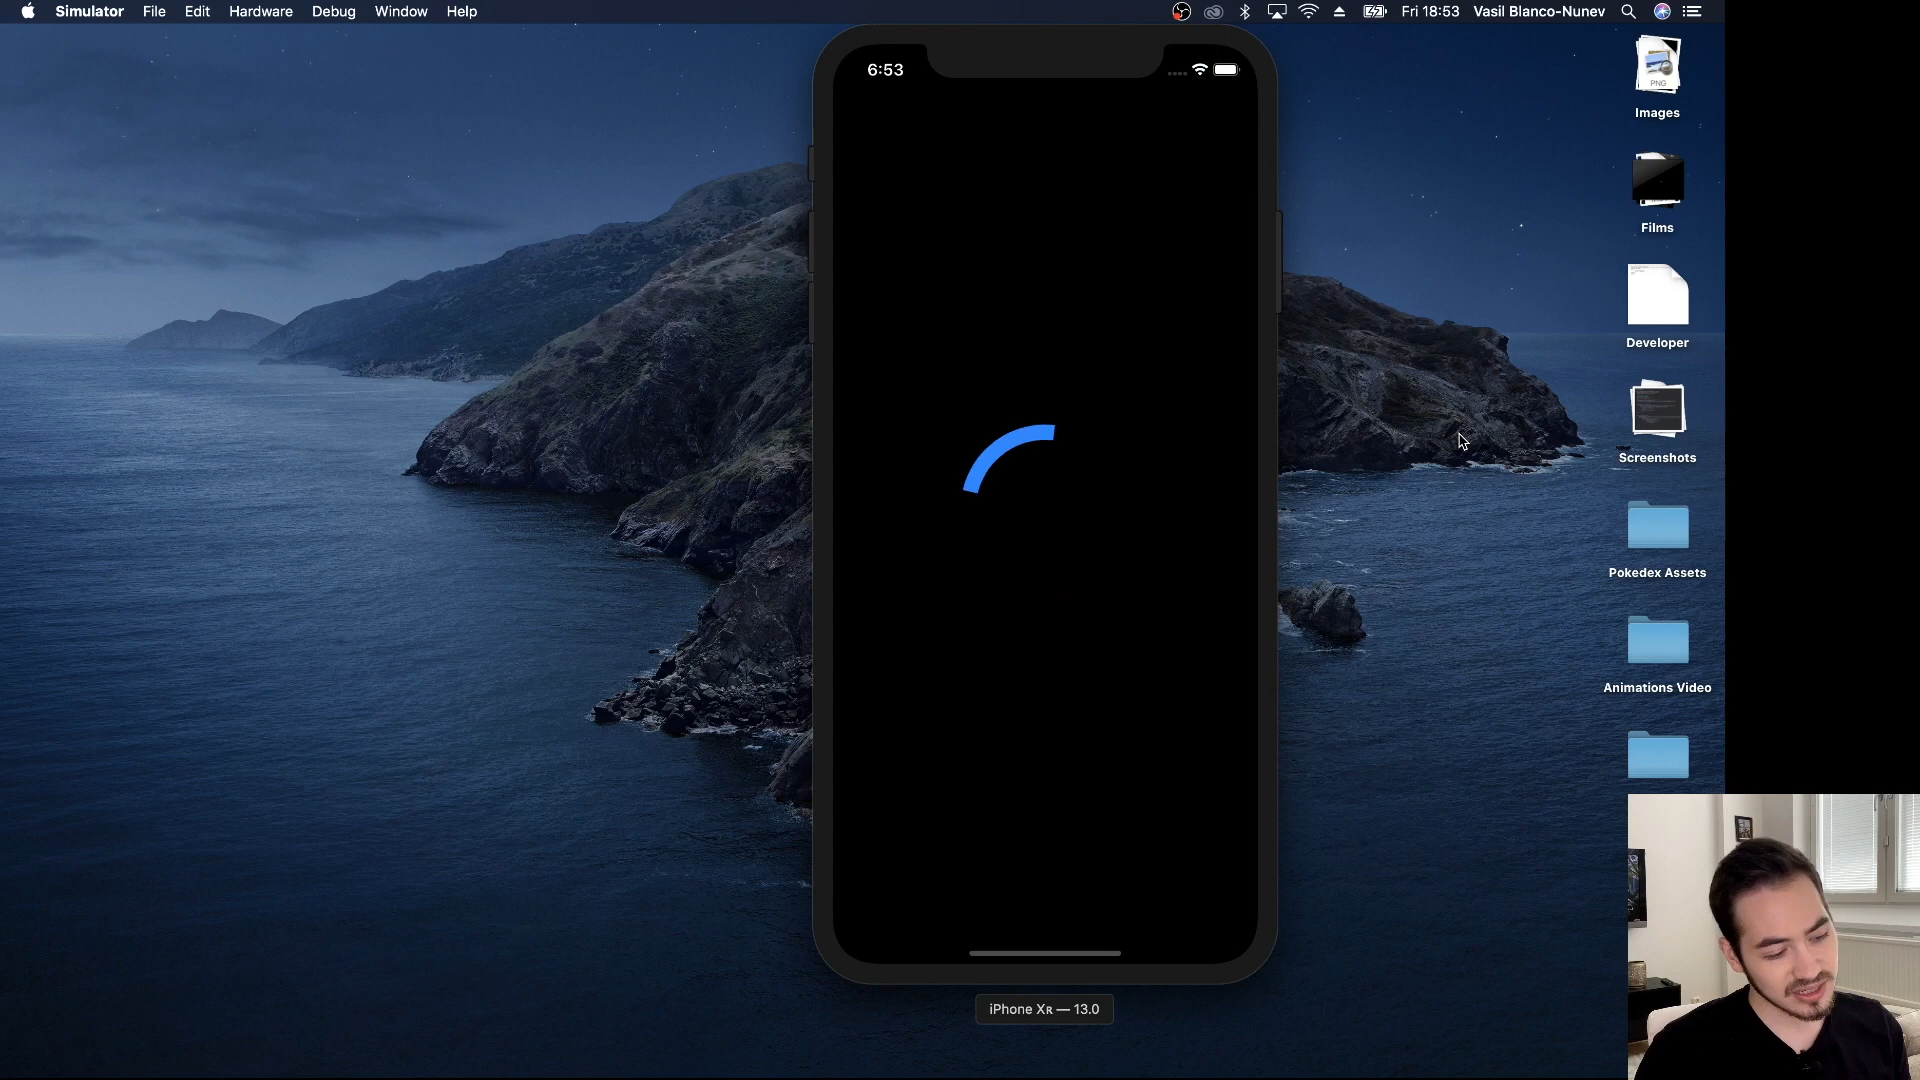 Simulator File Edit Hardware Debug Window Help Fri 18:53 Vasil Blanco-Nunev
6:53
PNG
Images
Films
Developer
Screenshots
Pokedex Assets
Animations Video
iPhone Xʀ — 13.0